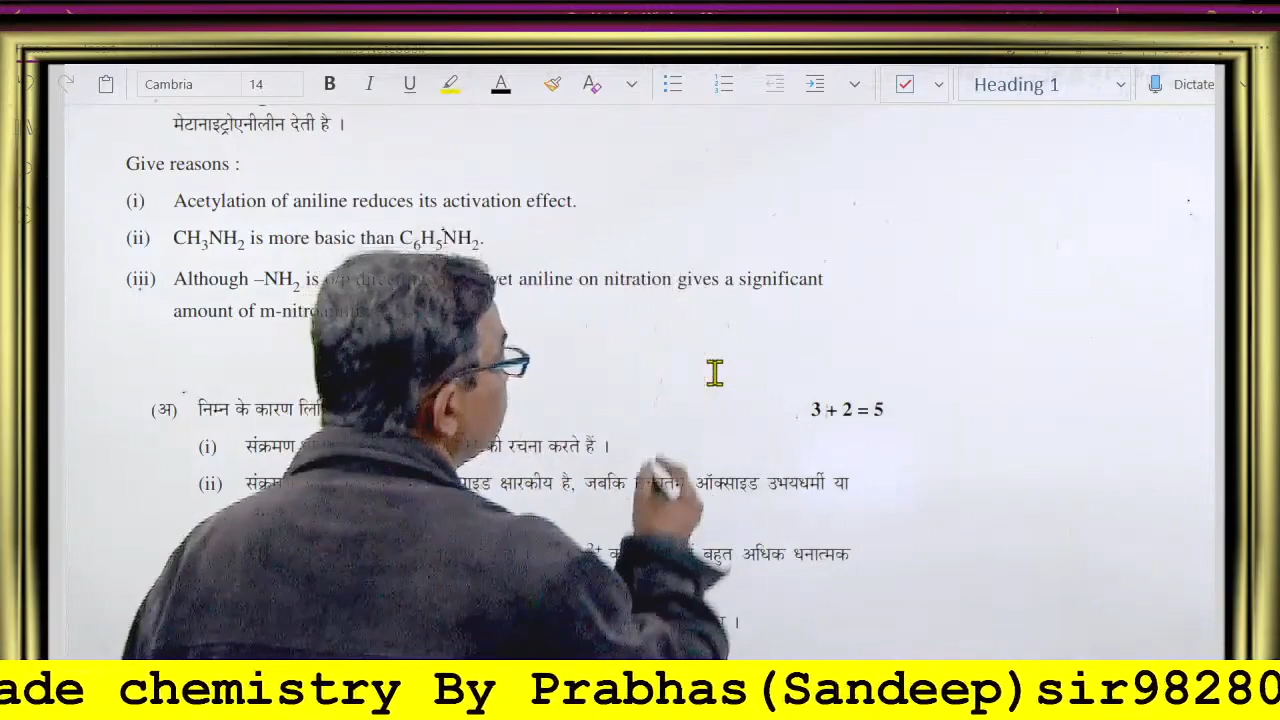 Cambria 14 B I U A A Heading 1 Dictate
मेटानाइट्रोएनीलीन देती है ।
Give reasons :
(i) Acetylation of aniline reduces its activation effect.
(ii) CH3NH2 is more basic than C6H5NH2.
(iii) Although –NH2 is yet aniline on nitration gives a significant
amount of m-nitro
(अ) निम्न के कारण 3 + 2 = 5
(i) संक्रमण की रचना करते हैं ।
(ii) क्षारकीय है, जबकि ऑक्साइड उभयधर्मी या
बहुत अधिक धनात्मक
ade chemistry By Prabhas(Sandeep)sir98280